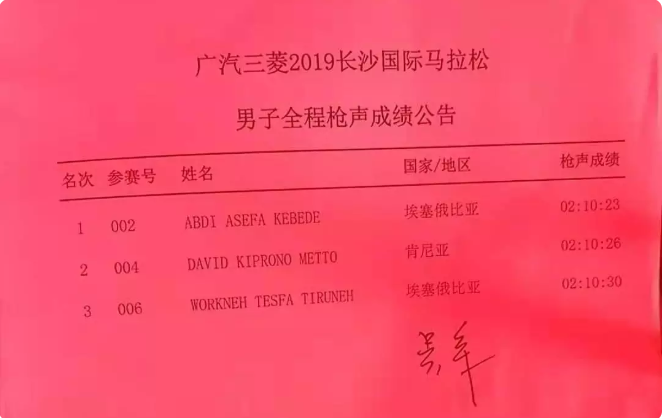 广汽三菱2019长沙国际马拉松
男子全程枪声成绩公告
名次 参赛号 姓名 国家/地区 枪声成绩
1 002 ABDI ASEFA KEBEDE 埃塞俄比亚 02:10:23
2 004 DAVID KIPRONO METTO 肯尼亚 02:10:26
3 006 WORKNEH TESFA TIRUNEH 埃塞俄比亚 02:10:30